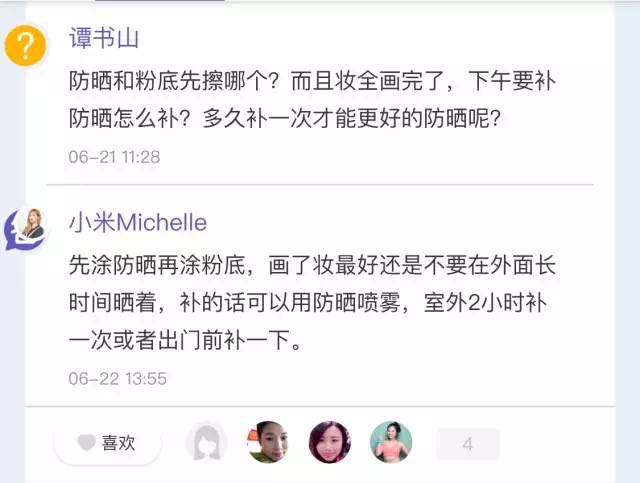 ?
谭书山
防晒和粉底先擦哪个？而且妆全画完了，下午要补
防晒怎么补？多久补一次才能更好的防晒呢？
06-21 11:28
小米Michelle
先涂防晒再涂粉底，画了妆最好还是不要在外面长
时间晒着，补的话可以用防晒喷雾，室外2小时补
一次或者出门前补一下。
06-22 13:55
喜欢
4